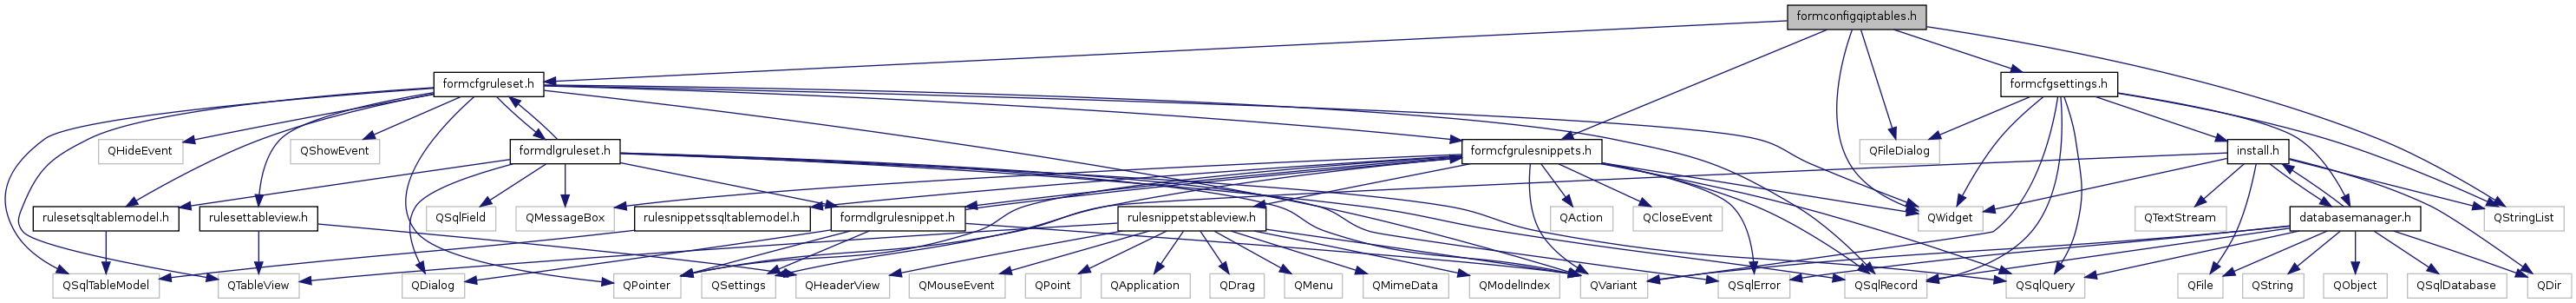 formconfigqiptables.h
formcfgruleset.h
formcfgsettings.h
QHideEvent
QShowEvent
formdlgruleset.h
formcfgrulesnippets.h
QFileDialog
install.h
rulesetsqltablemodel.h
rulesettableview.h
QSqlField
QMessageBox
rulesnippetssqltablemodel.h
formdlgrulesnippet.h
rulesnippetstableview.h
QAction
QCloseEvent
QWidget
QTextStream
databasemanager.h
QStringList
QSqlTableModel
QTableView
QDialog
QPointer
QSettings
QHeaderView
QMouseEvent
QPoint
QApplication
QDrag
QMenu
QMimeData
QModelIndex
QVariant
QSqlError
QSqlRecord
QSqlQuery
QFile
QString
QObject
QSqlDatabase
QDir